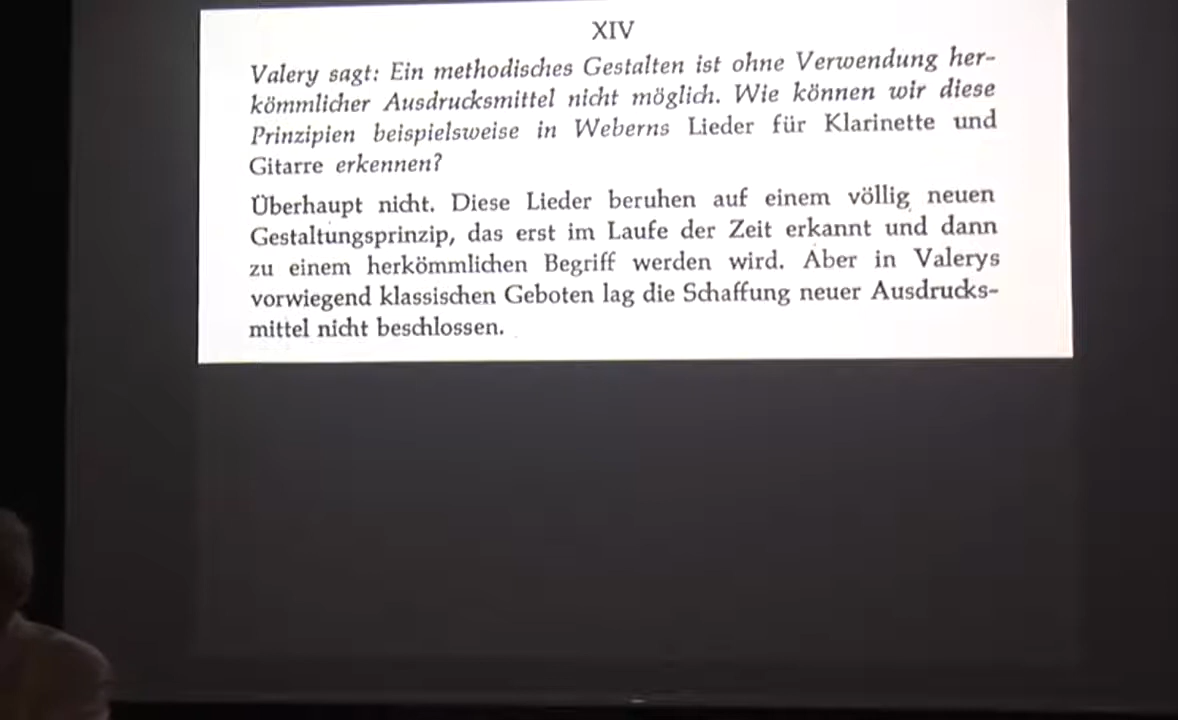 XIV
Valery sagt: Ein methodisches Gestalten ist ohne Verwendung her-
kömmlicher Ausdrucksmittel nicht möglich. Wie können wir diese
Prinzipien beispielsweise in Weberns Lieder für Klarinette und
Gitarre erkennen?
Überhaupt nicht. Diese Lieder beruhen auf einem völlig neuen
Gestaltungsprinzip, das erst im Laufe der Zeit erkannt und dann
zu einem herkömmlichen Begriff werden wird. Aber in Valerys
vorwiegend klassischen Geboten lag die Schaffung neuer Ausdrucks-
mittel nicht beschlossen.